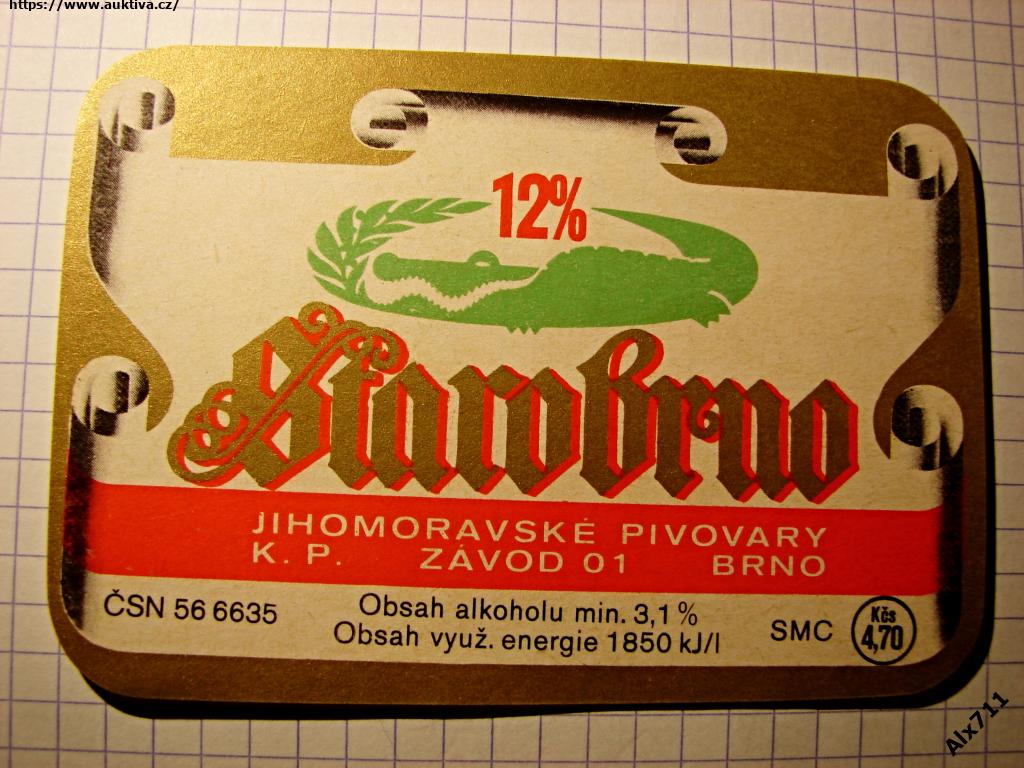 https://www.auktiva.cz/
12%
Starobrno
JIHOMORAVSKÉ PIVOVARY
K. P. ZÁVOD 01 BRNO
ČSN 56 6635
Obsah alkoholu min. 3,1 %
Obsah využ. energie 1850 kJ/l
SMC
Kčs
4,70
Alx711